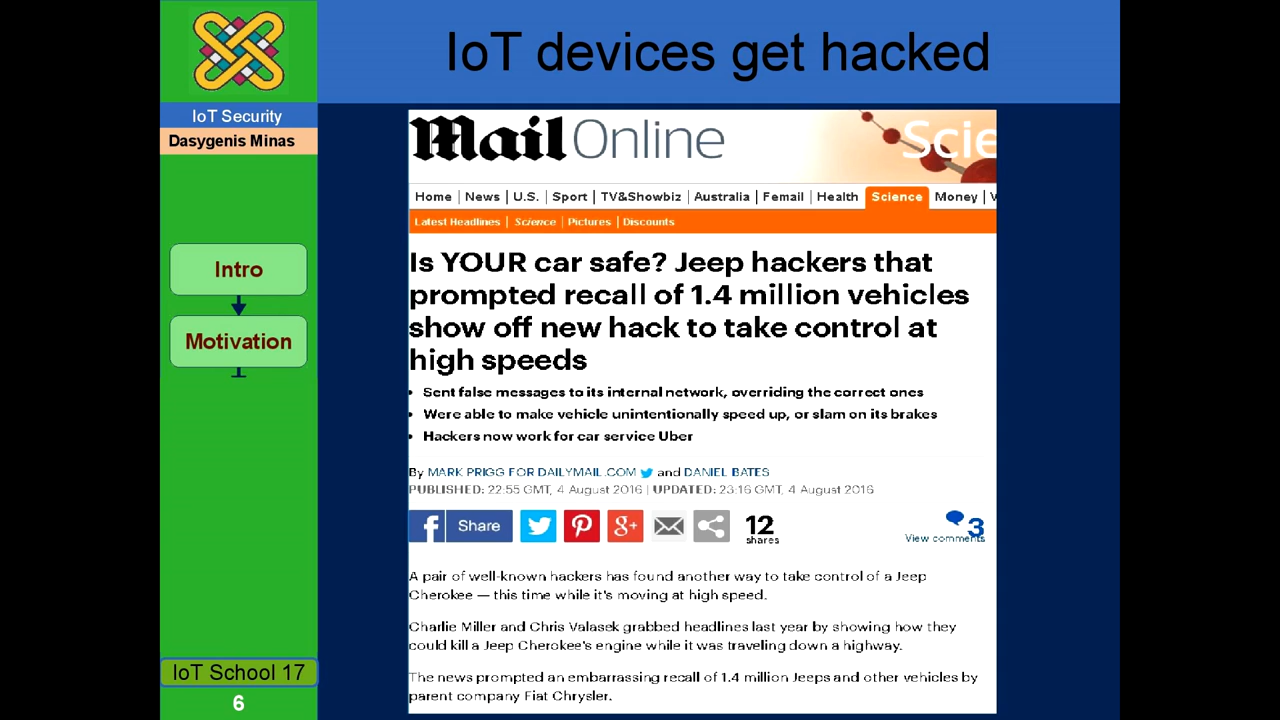 IoT devices get hacked
IoT Security
Dasygenis Minas
Intro
Motivation
IoT School 17
6
Mail Online
Scie
Home | News | U.S. | Sport | TV&Showbiz | Australia | Femail | Health | Science | Money | V
Latest Headlines | Science | Pictures | Discounts
Is YOUR car safe? Jeep hackers that
prompted recall of 1.4 million vehicles
show off new hack to take control at
high speeds
• Sent false messages to its internal network, overriding the correct ones
• Were able to make vehicle unintentionally speed up, or slam on its brakes
• Hackers now work for car service Uber
By MARK PRIGG FOR DAILYMAIL.COM and DANIEL BATES
PUBLISHED: 22:55 GMT, 4 August 2016 | UPDATED: 23:16 GMT, 4 August 2016
f Share
g+
12
shares
3
View comments
A pair of well-known hackers has found another way to take control of a Jeep
Cherokee — this time while it's moving at high speed.
Charlie Miller and Chris Valasek grabbed headlines last year by showing how they
could kill a Jeep Cherokee's engine while it was traveling down a highway.
The news prompted an embarrassing recall of 1.4 million Jeeps and other vehicles by
parent company Fiat Chrysler.